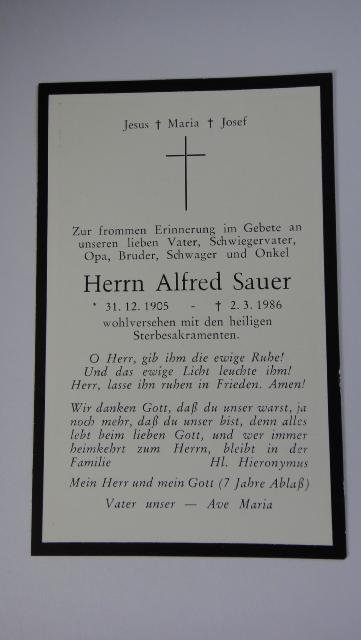 Jesus † Maria † Josef
Zur frommen Erinnerung im Gebete an
unseren lieben Vater, Schwiegervater,
Opa, Bruder, Schwager und Onkel
Herrn Alfred Sauer
* 31. 12. 1905 - † 2. 3. 1986
wohlversehen mit den heiligen
Sterbesakramenten.
O Herr, gib ihm die ewige Ruhe!
Und das ewige Licht leuchte ihm!
Herr, lasse ihn ruhen in Frieden. Amen!
Wir danken Gott, daß du unser warst, ja
noch mehr, daß du unser bist, denn alles
lebt beim lieben Gott, und wer immer
heimkehrt zum Herrn, bleibt in der
Familie Hl. Hieronymus
Mein Herr und mein Gott (7 Jahre Ablaß)
Vater unser — Ave Maria